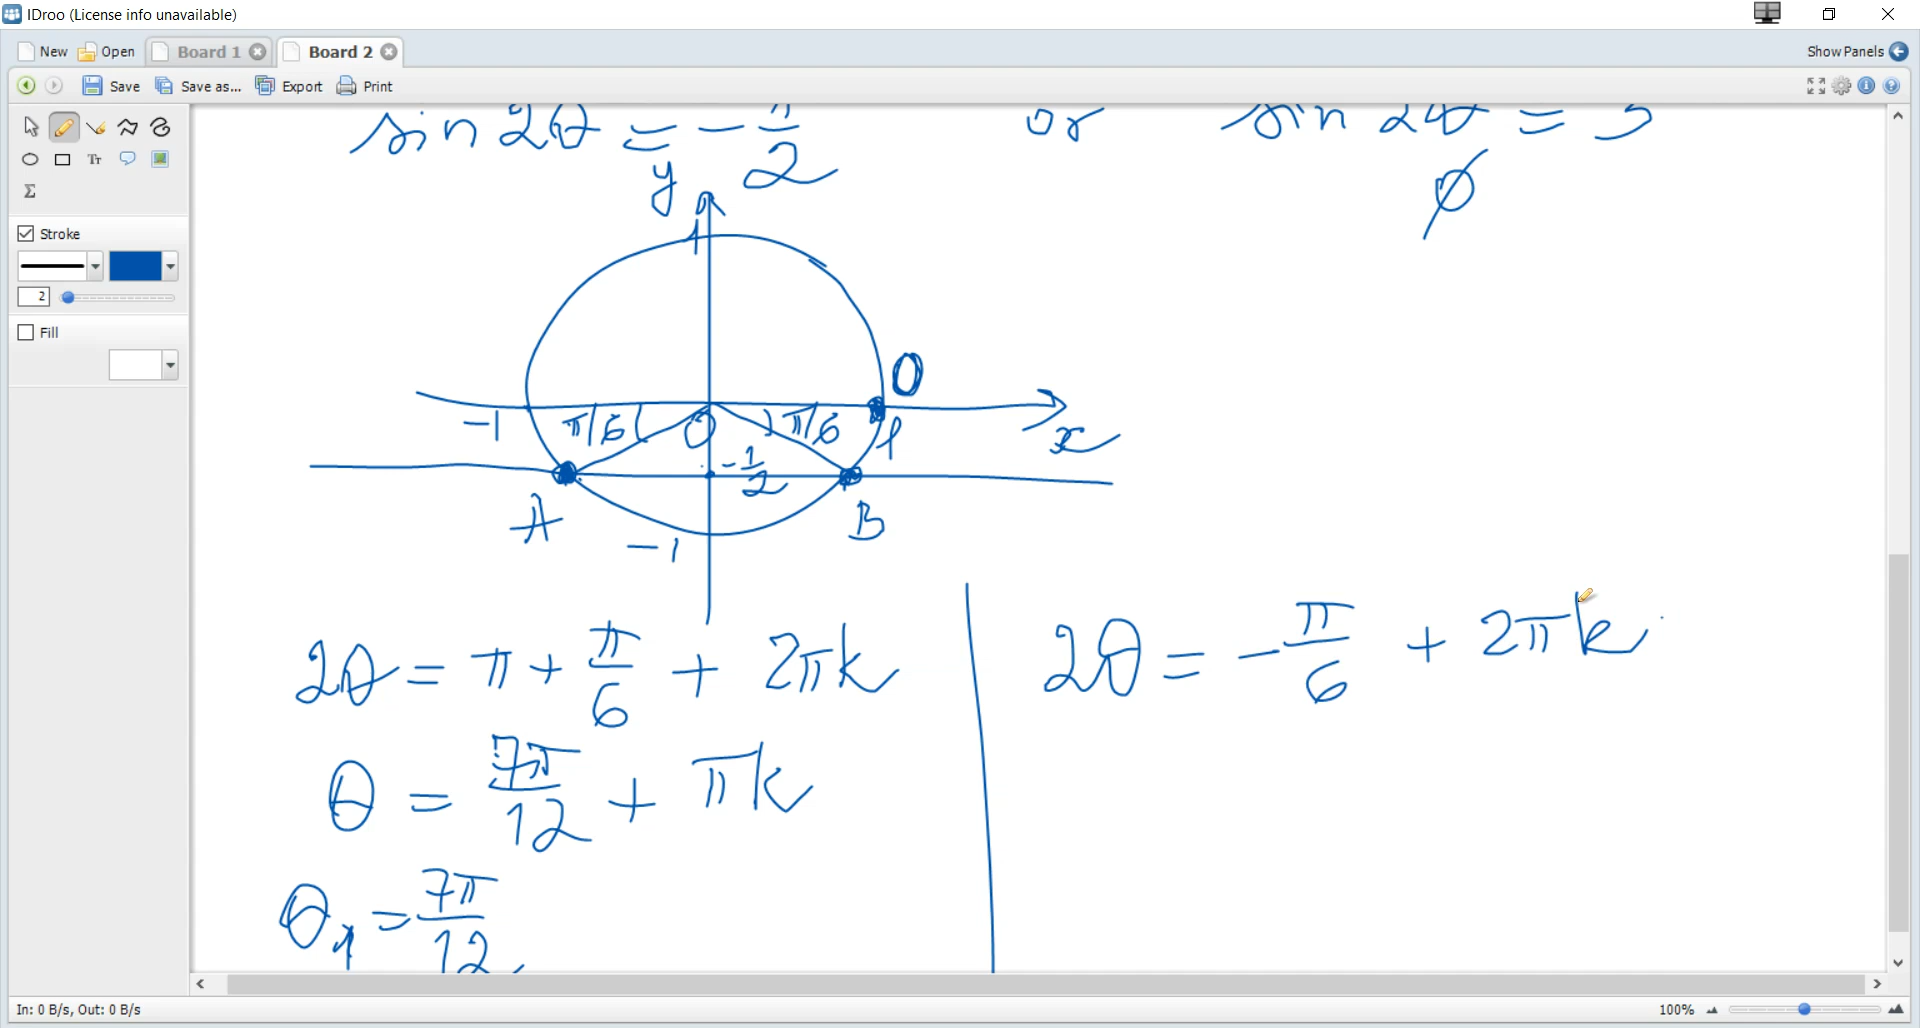 IDroo (License info unavailable)
New Open Board 1 Board 2 Show Panels
Save Save as... Export Print
Tr
Σ
Stroke
2
Fill
sin 2θ = -1/2 or sin 2θ = 3
∅
y
1
0
-1 π/6 O π/6 1 x
-1/2
A B
-1
2θ = π + π/6 + 2πk
2θ = -π/6 + 2πk
θ = 7π/12 + πk
θ₁ = 7π/12
In: 0 B/s, Out: 0 B/s 100%